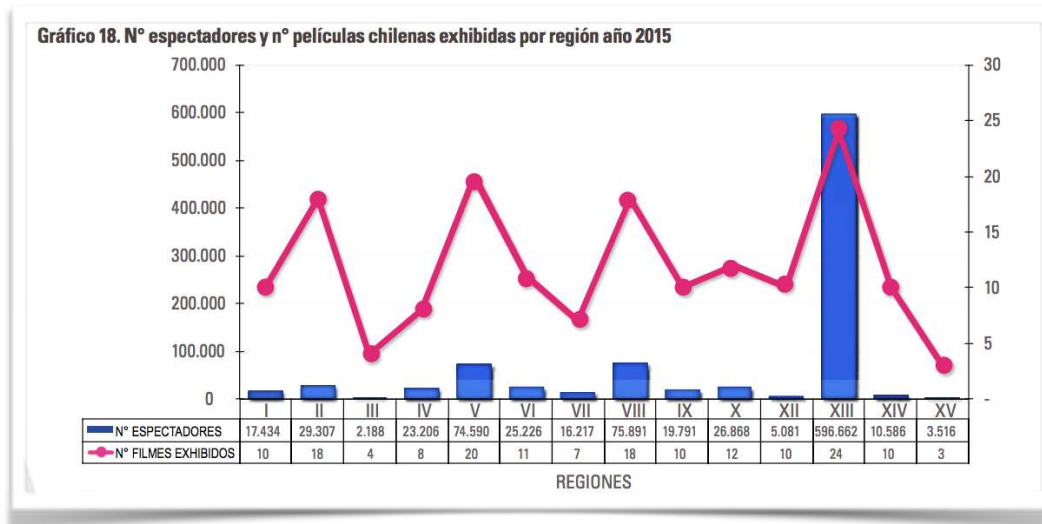 Gráfico 18. N° espectadores y n° películas chilenas exhibidas por región año 2015
700.000 30
600.000 25
500.000 20
400.000 15
300.000 10
200.000 5
100.000 -
0
I II III IV V VI VII VIII IX X XII XIII XIV XV
N° ESPECTADORES 17.434 29.307 2.188 23.206 74.590 25.226 16.217 75.891 19.791 26.868 5.081 596.662 10.586 3.516
N° FILMES EXHIBIDOS 10 18 4 8 20 11 7 18 10 12 10 24 10 3
REGIONES